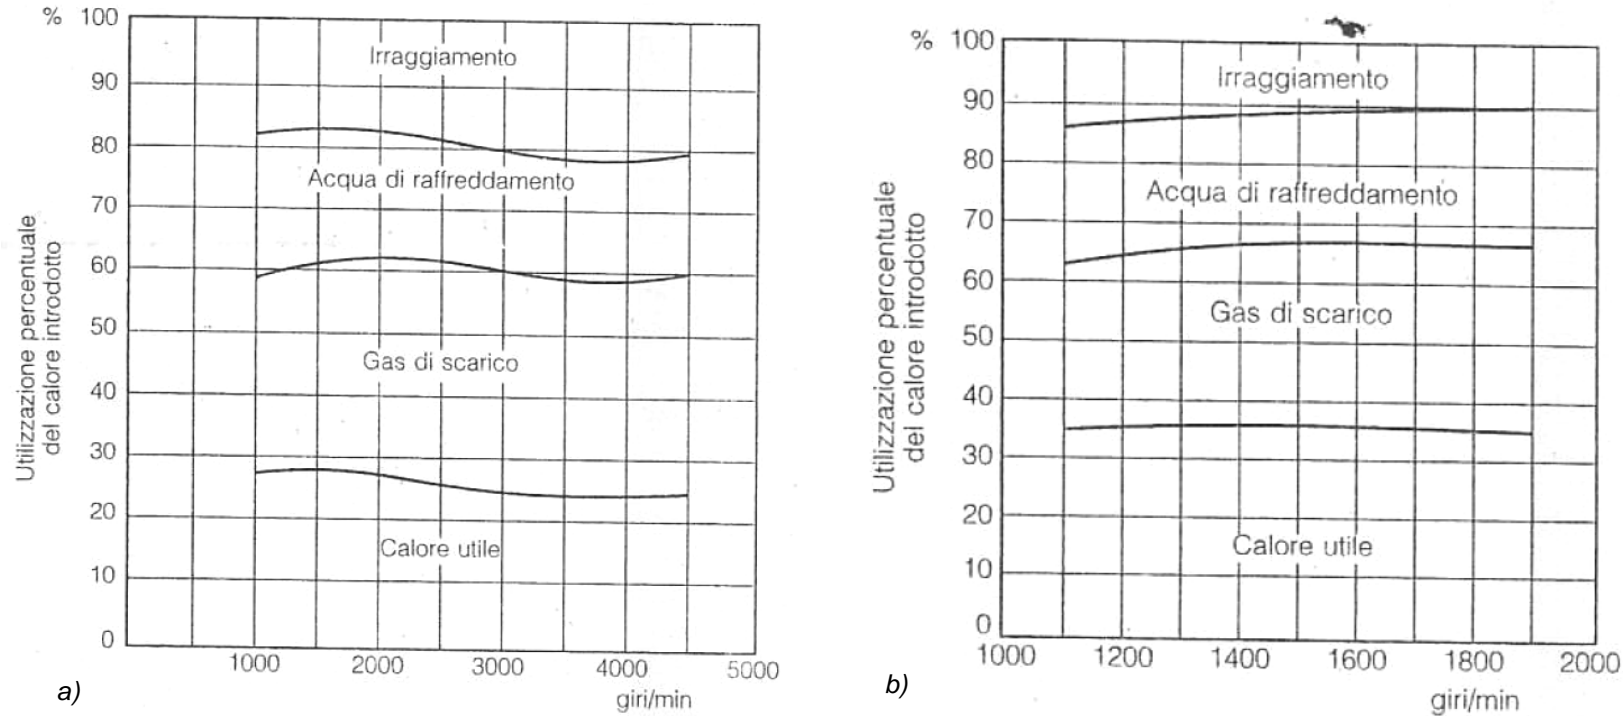 % 100
90
80
70
60
50
40
30
20
10
0
Irraggiamento
Acqua di raffreddamento
Gas di scarico
Calore utile
Utilizzazione percentuale
del calore introdotto
1000 2000 3000 4000 5000
giri/min
a)
% 100
90
80
70
60
50
40
30
20
10
0
Irraggiamento
Acqua di raffreddamento
Gas di scarico
Calore utile
Utilizzazione percentuale
del calore introdotto
1000 1200 1400 1600 1800 2000
giri/min
b)